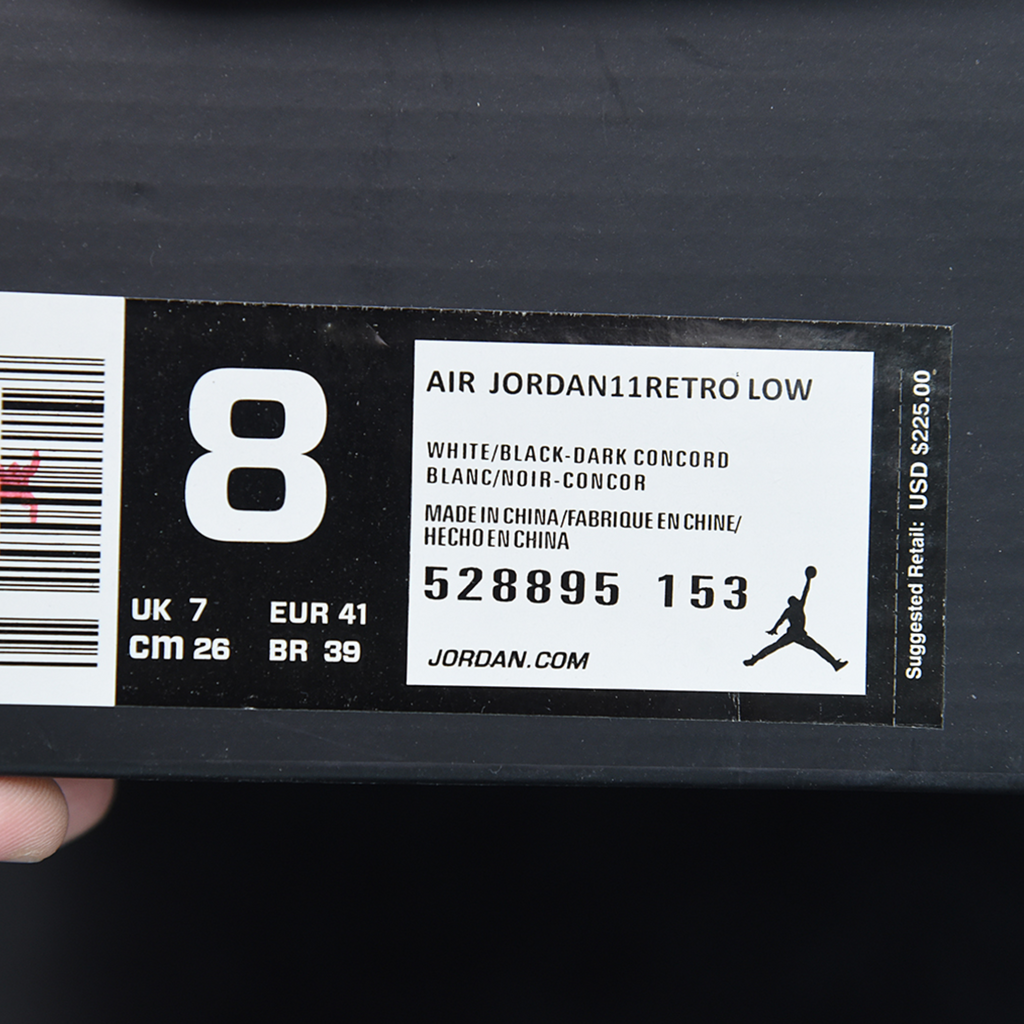 8
UK 7 EUR 41
cm 26 BR 39
AIR JORDAN11RETRO LOW
WHITE/BLACK-DARK CONCORD
BLANC/NOIR-CONCOR
MADE IN CHINA/FABRIQUE EN CHINE/
HECHO EN CHINA
528895 153
JORDAN.COM
Suggested Retail: USD $225.00